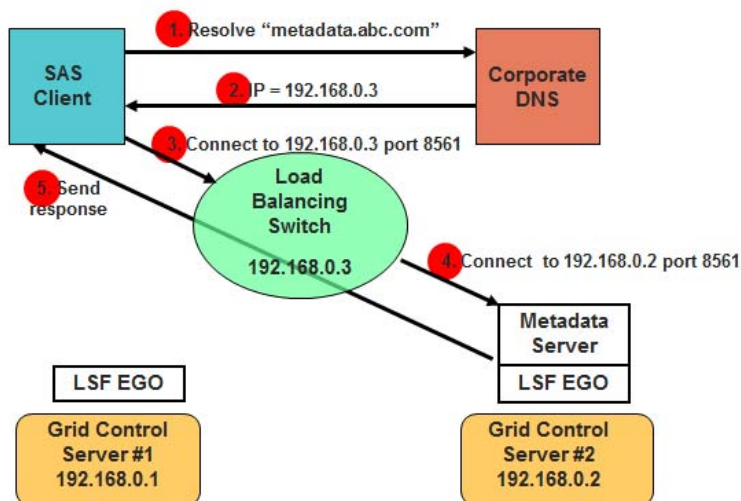 1. Resolve “metadata.abc.com”
SAS
Client
Corporate
DNS
2. IP = 192.168.0.3
3. Connect to 192.168.0.3 port 8561
5. Send
response
Load
Balancing
Switch
192.168.0.3
4. Connect to 192.168.0.2 port 8561
Metadata
Server
LSF EGO
LSF EGO
Grid Control
Server #1
192.168.0.1
Grid Control
Server #2
192.168.0.2